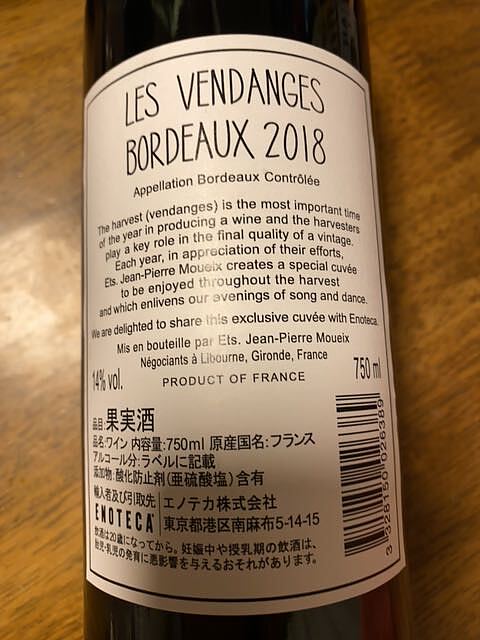 LES VENDANGES
BORDEAUX 2018
Appellation Bordeaux Contrôlée
The harvest (vendanges) is the most important time
of the year in producing a wine and the harvesters
play a key role in the final quality of a vintage.
Each year, in appreciation of their efforts,
Ets. Jean-Pierre Moueix creates a special cuvée
to be enjoyed throughout the harvest
and which enlivens our evenings of song and dance.
We are delighted to share this exclusive cuvée with Enoteca.
Mis en bouteille par Ets. Jean-Pierre Moueix
Négociants à Libourne, Gironde, France
14% vol.
PRODUCT OF FRANCE
750 ml
品目:果実酒
品名:ワイン 内容量:750ml 原産国名:フランス
アルコール分:ラベルに記載
添加物:酸化防止剤(亜硫酸塩)含有
輸入者及び引取先 エノテカ株式会社
ENOTECA 東京都港区南麻布5-14-15
飲酒は20歳になってから。妊娠中や授乳期の飲酒は、
胎児・乳児の発育に悪影響を与えるおそれがあります。
3 328150 026389